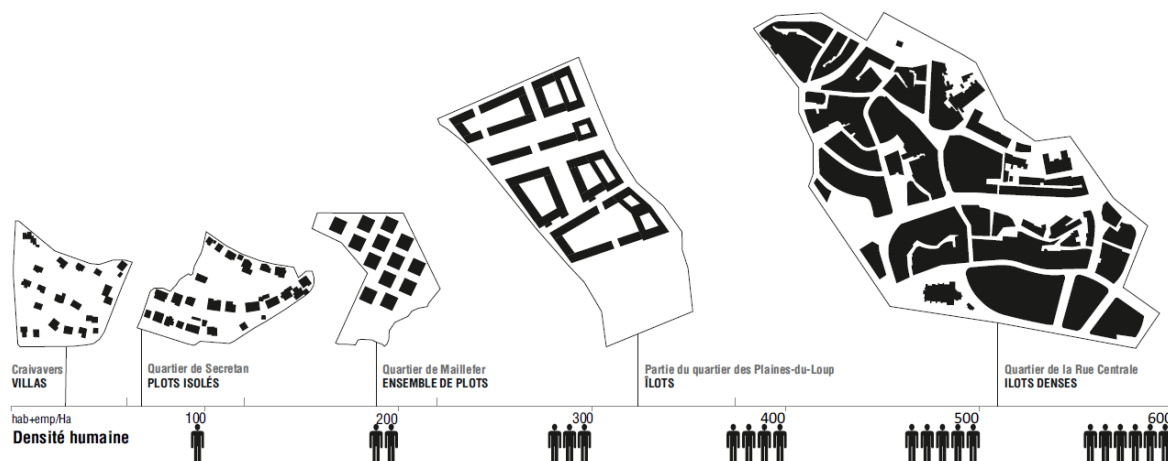 Craivavers
VILLAS
Quartier de Secretan
PLOTS ISOLÉS
Quartier de Maillefer
ENSEMBLE DE PLOTS
Partie du quartier des Plaines-du-Loup
ÎLOTS
Quartier de la Rue Centrale
ILOTS DENSES
hab+emp/Ha
100
200
300
400
500
600
Densité humaine